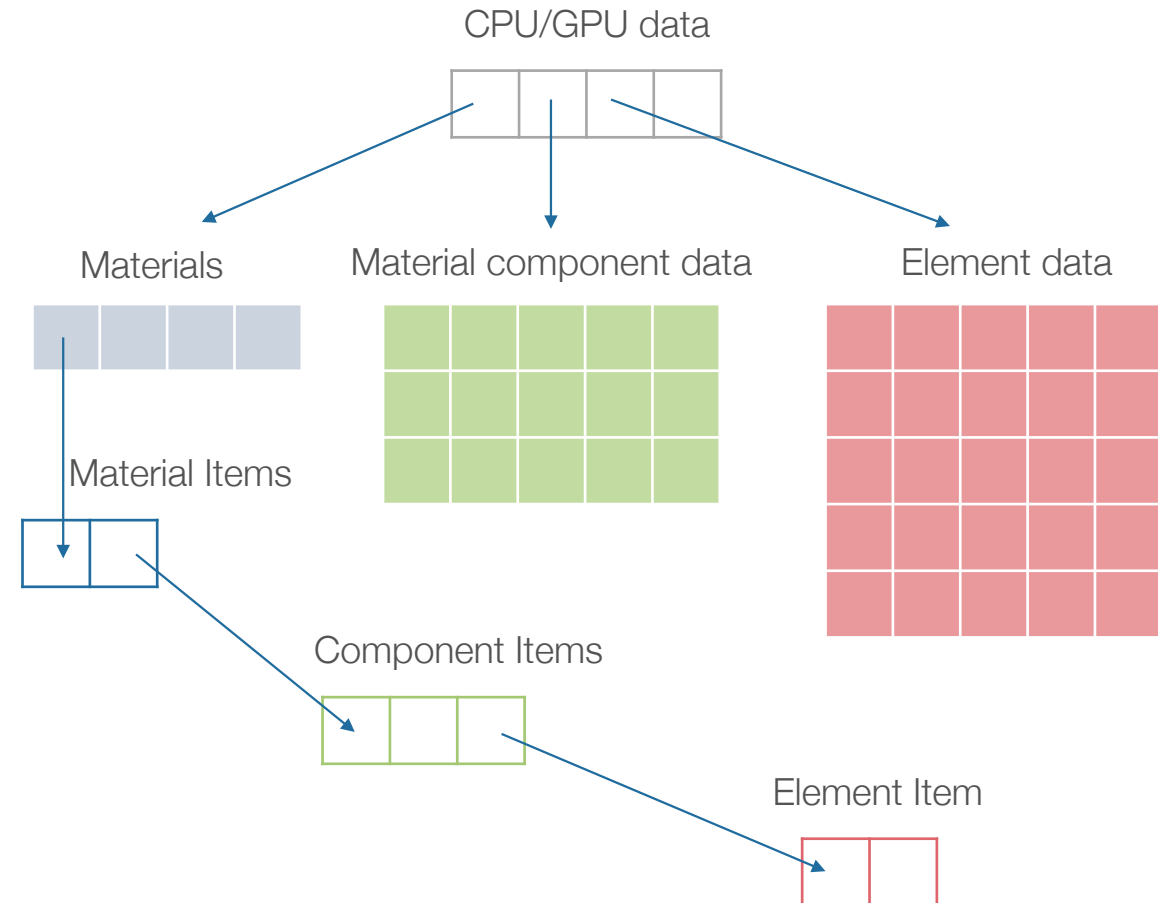 CPU/GPU data
Materials
Material component data
Element data
Material Items
Component Items
Element Item